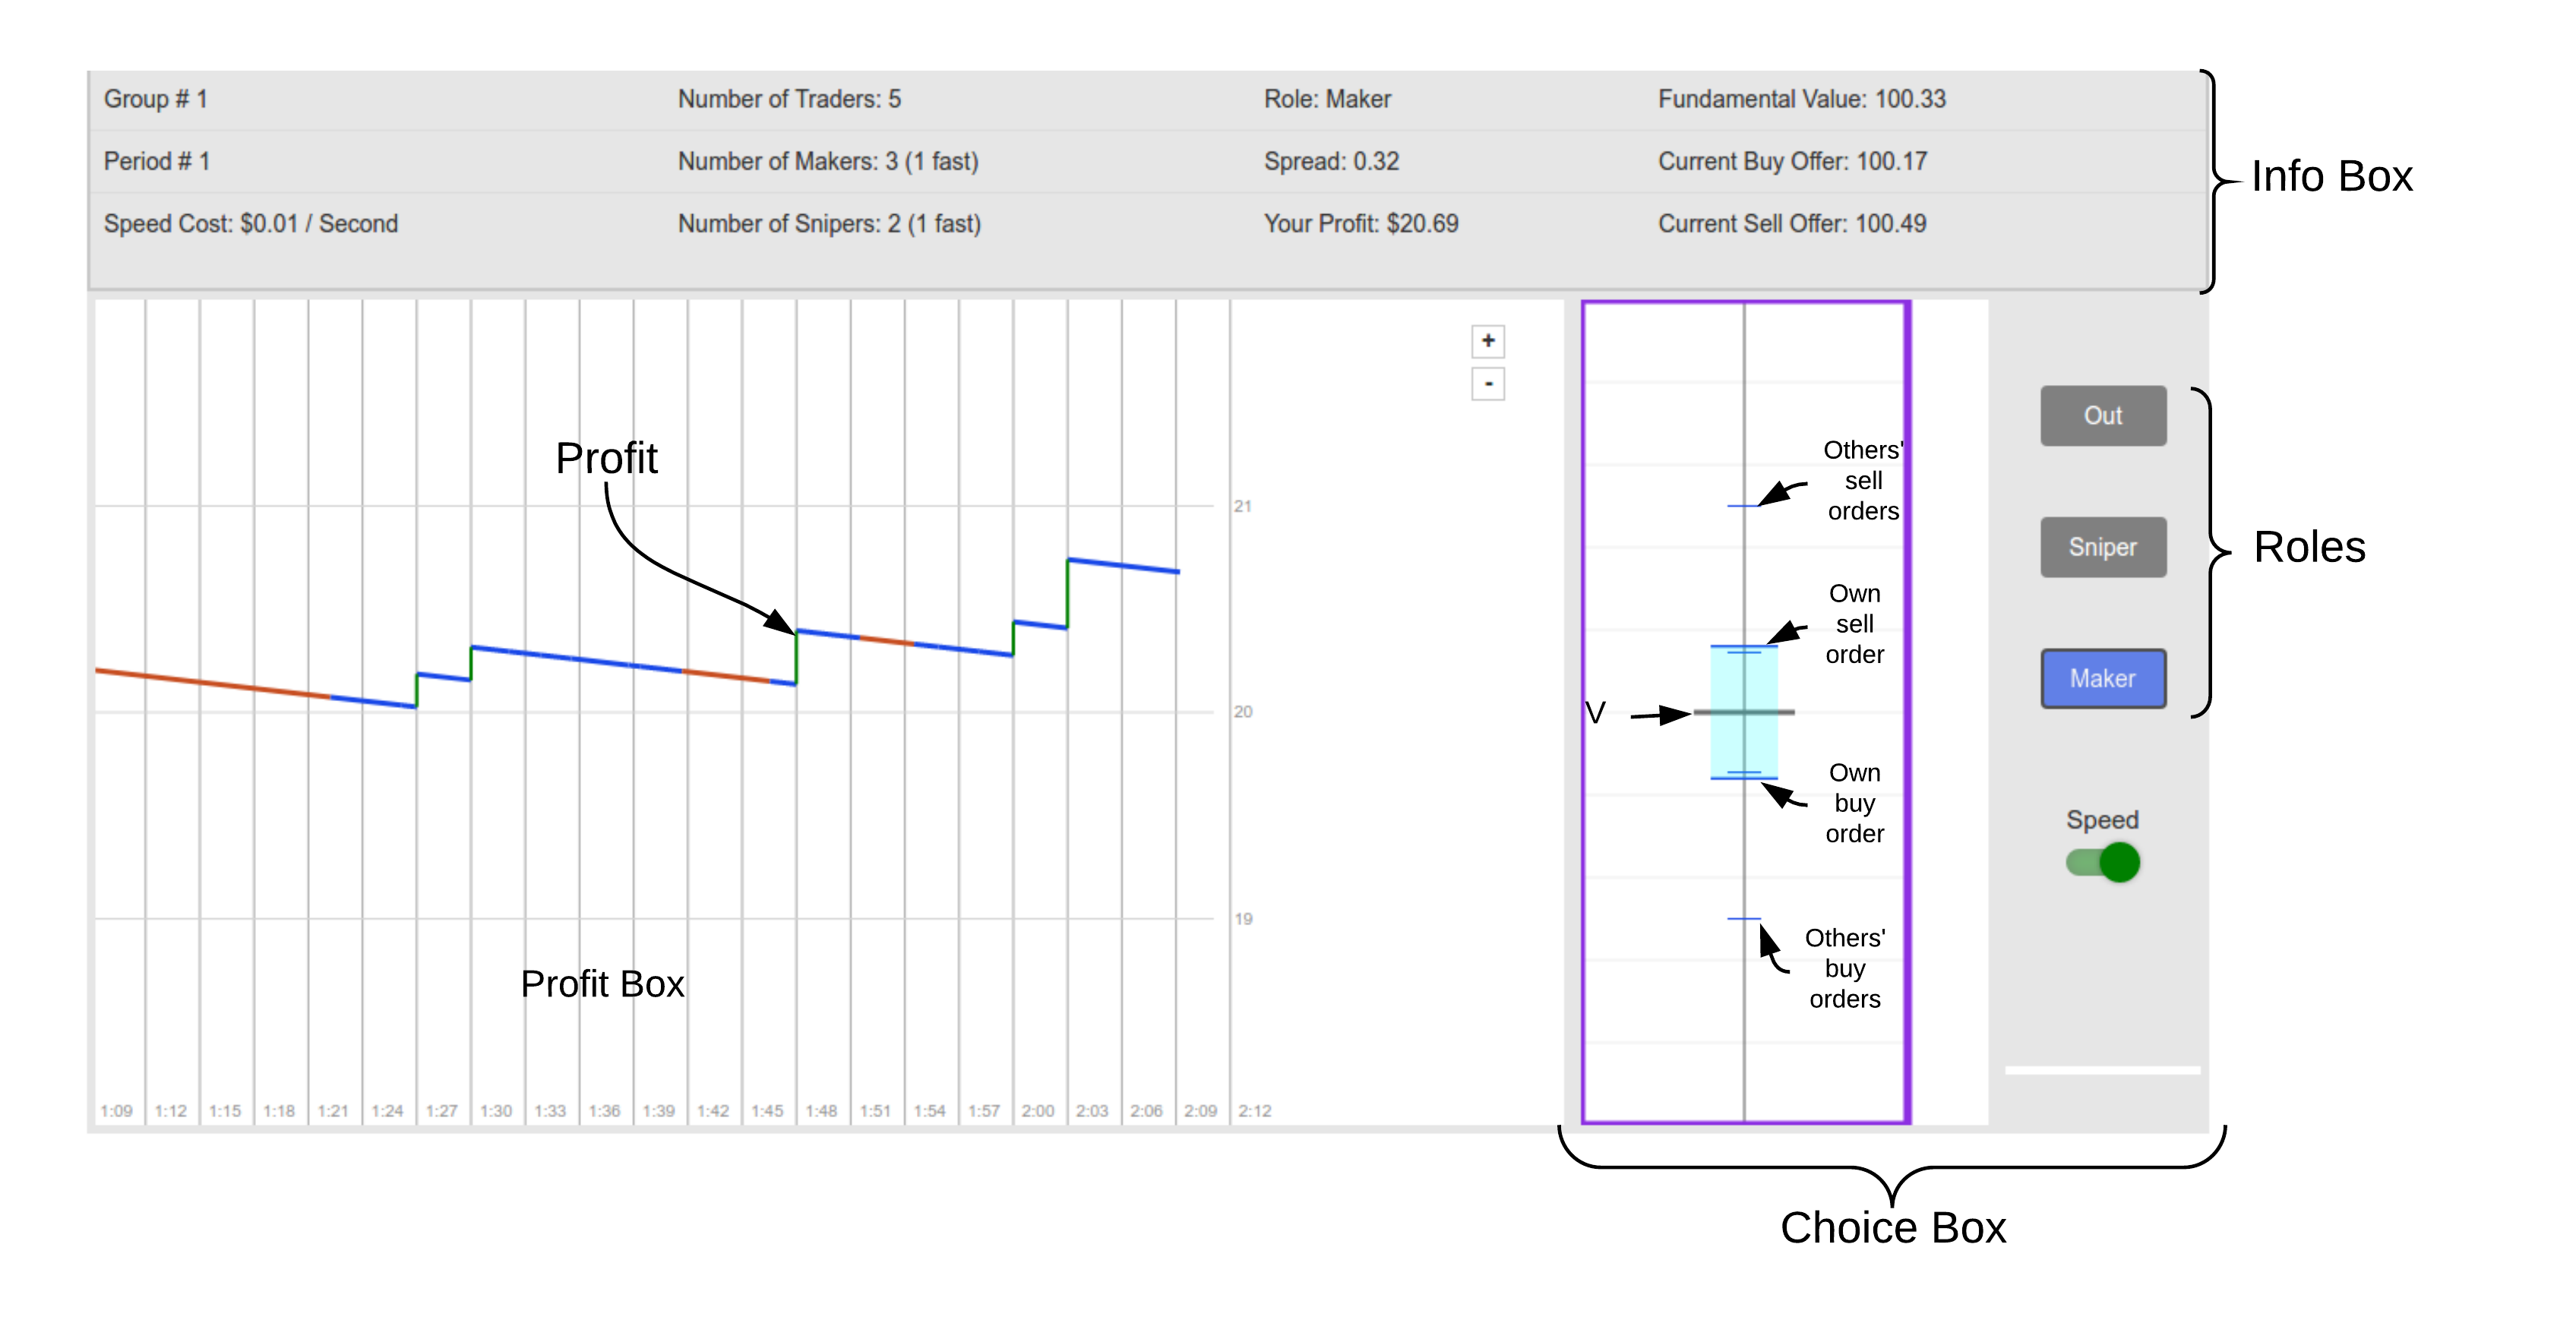 Group # 1
Number of Traders: 5
Role: Maker
Fundamental Value: 100.33
Period # 1
Number of Makers: 3 (1 fast)
Spread: 0.32
Current Buy Offer: 100.17
Speed Cost: $0.01 / Second
Number of Snipers: 2 (1 fast)
Your Profit: $20.69
Current Sell Offer: 100.49
Info Box
+
-
Profit
21
20
19
Profit Box
1:09 1:12 1:15 1:18 1:21 1:24 1:27 1:30 1:33 1:36 1:39 1:42 1:45 1:48 1:51 1:54 1:57 2:00 2:03 2:06 2:09 2:12
Others'
sell
orders
Own
sell
order
V
Own
buy
order
Others'
buy
orders
Out
Sniper
Maker
Roles
Speed
Choice Box